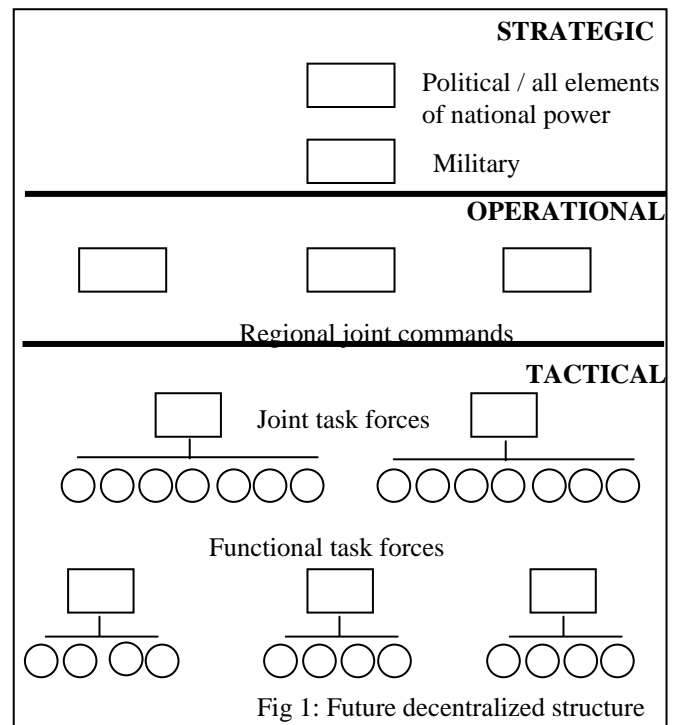 STRATEGIC
Political / all elements
of national power
Military
OPERATIONAL
Regional joint commands
TACTICAL
Joint task forces
Functional task forces
Fig 1: Future decentralized structure